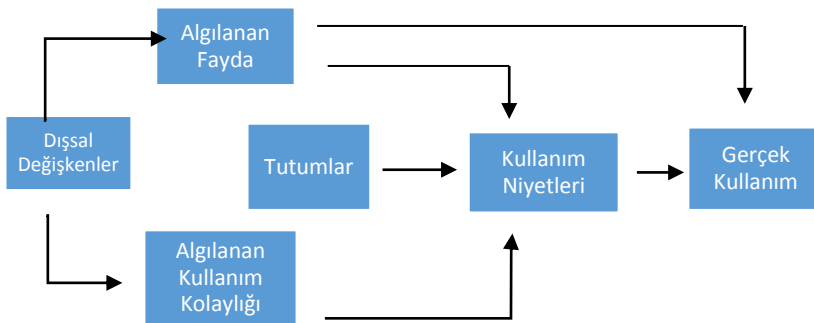 Algılanan
Fayda
Dışsal
Değişkenler
Tutumlar
Kullanım
Niyetleri
Gerçek
Kullanım
Algılanan
Kullanım
Kolaylığı